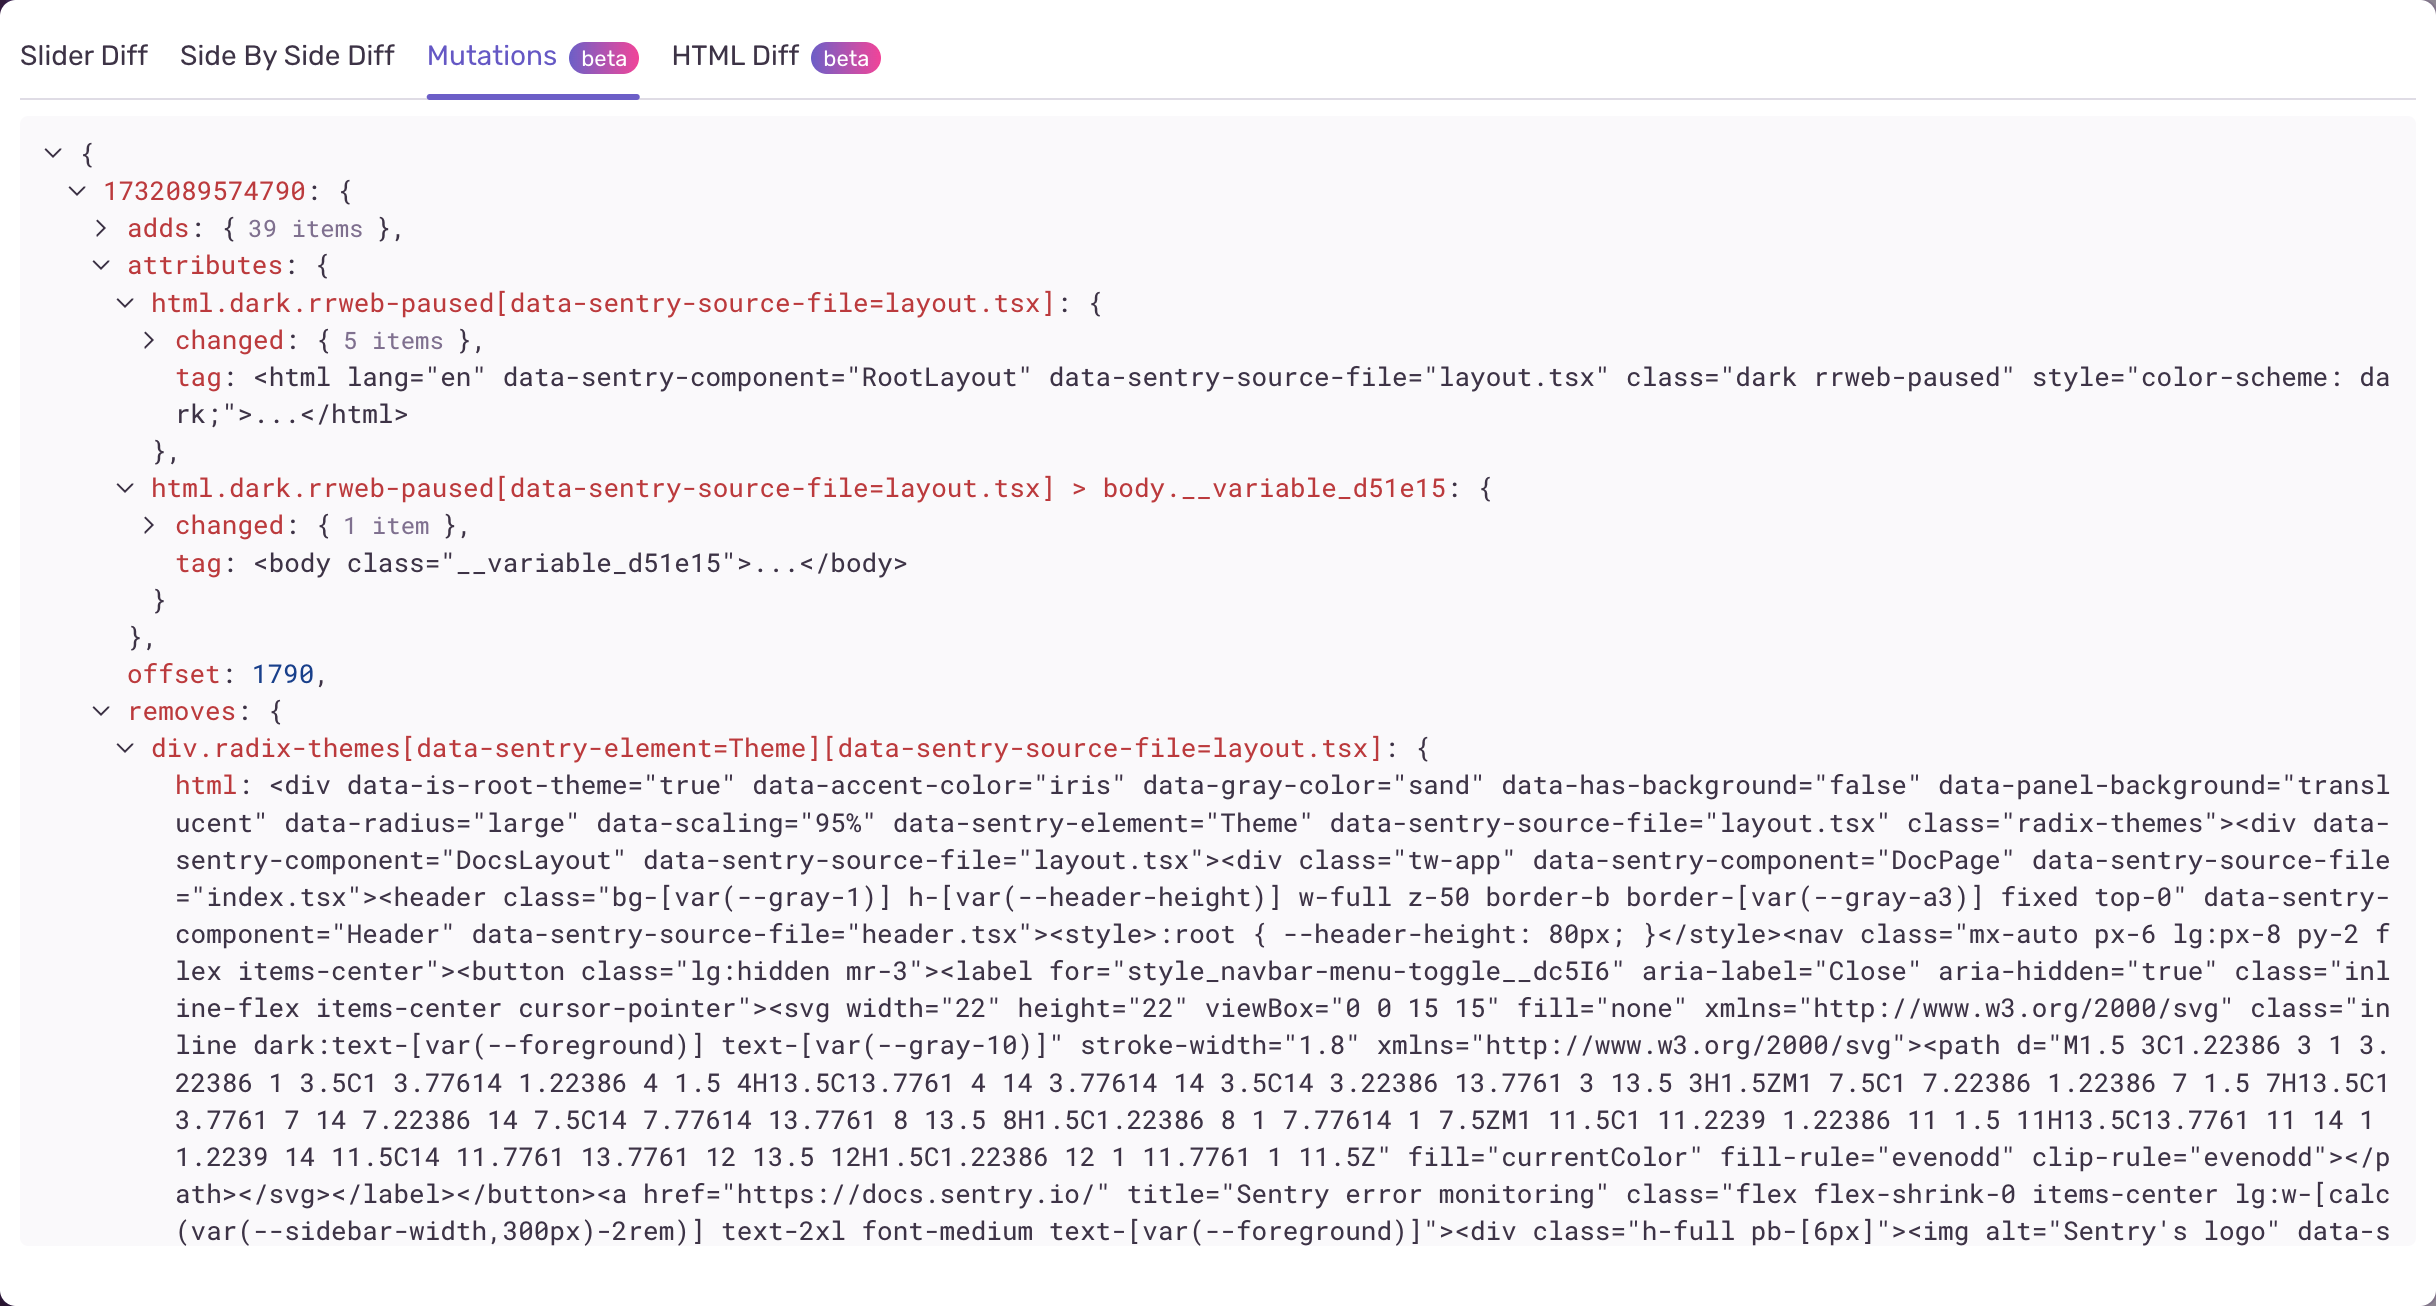 Slider Diff Side By Side Diff Mutations beta HTML Diff beta
{
1732089574790: {
adds: { 39 items },
attributes: {
html.dark.rrweb-paused[data-sentry-source-file=layout.tsx]: {
changed: { 5 items },
tag: <html lang="en" data-sentry-component="RootLayout" data-sentry-source-file="layout.tsx" class="dark rrweb-paused" style="color-scheme: da
rk;">...</html>
},
html.dark.rrweb-paused[data-sentry-source-file=layout.tsx] > body.__variable_d51e15: {
changed: { 1 item },
tag: <body class="__variable_d51e15">...</body>
}
},
offset: 1790,
removes: {
div.radix-themes[data-sentry-element=Theme][data-sentry-source-file=layout.tsx]: {
html: <div data-is-root-theme="true" data-accent-color="iris" data-gray-color="sand" data-has-background="false" data-panel-background="transl
ucent" data-radius="large" data-scaling="95%" data-sentry-element="Theme" data-sentry-source-file="layout.tsx" class="radix-themes"><div data-
sentry-component="DocsLayout" data-sentry-source-file="layout.tsx"><div class="tw-app" data-sentry-component="DocPage" data-sentry-source-file
="index.tsx"><header class="bg-[var(--gray-1)] h-[var(--header-height)] w-full z-50 border-b border-[var(--gray-a3)] fixed top-0" data-sentry-
component="Header" data-sentry-source-file="header.tsx"><style>:root { --header-height: 80px; }</style><nav class="mx-auto px-6 lg:px-8 py-2 f
lex items-center"><button class="lg:hidden mr-3"><label for="style_navbar-menu-toggle__dc5I6" aria-label="Close" aria-hidden="true" class="inl
ine-flex items-center cursor-pointer"><svg width="22" height="22" viewBox="0 0 15 15" fill="none" xmlns="http://www.w3.org/2000/svg" class="in
line dark:text-[var(--foreground)] text-[var(--gray-10)]" stroke-width="1.8" xmlns="http://www.w3.org/2000/svg"><path d="M1.5 3C1.22386 3 1 3.
22386 1 3.5C1 3.77614 1.22386 4 1.5 4H13.5C13.7761 4 14 3.77614 14 3.5C14 3.22386 13.7761 3 13.5 3H1.5ZM1 7.5C1 7.22386 1.22386 7 1.5 7H13.5C1
3.7761 7 14 7.22386 14 7.5C14 7.77614 13.7761 8 13.5 8H1.5C1.22386 8 1 7.77614 1 7.5ZM1 11.5C1 11.2239 1.22386 11 1.5 11H13.5C13.7761 11 14 1
1.2239 14 11.5C14 11.7761 13.7761 12 13.5 12H1.5C1.22386 12 1 11.7761 1 11.5Z" fill="currentColor" fill-rule="evenodd" clip-rule="evenodd"></p
ath></svg></label></button><a href="https://docs.sentry.io/" title="Sentry error monitoring" class="flex flex-shrink-0 items-center lg:w-[calc
(var(--sidebar-width,300px)-2rem)] text-2xl font-medium text-[var(--foreground)]"><div class="h-full pb-[6px]"><img alt="Sentry's logo" data-s